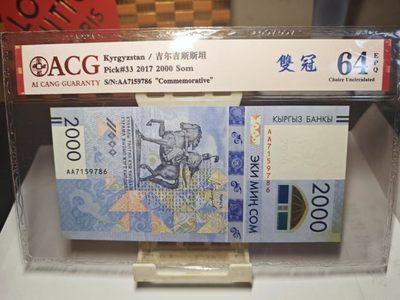 ACG
AI CANG GUARANTY
Kyrgyzstan / 吉尔吉斯斯坦
Pick#33 2017 2000 Som
S/N:AA7159786 "Commemorative"
雙冠
64
EPQ
Choice Uncirculated
2000
AA7159786
КЫРГЫЗ БАНКЫ
AA7159786
ЭКИ МИҢ СОМ
2000
PARIS